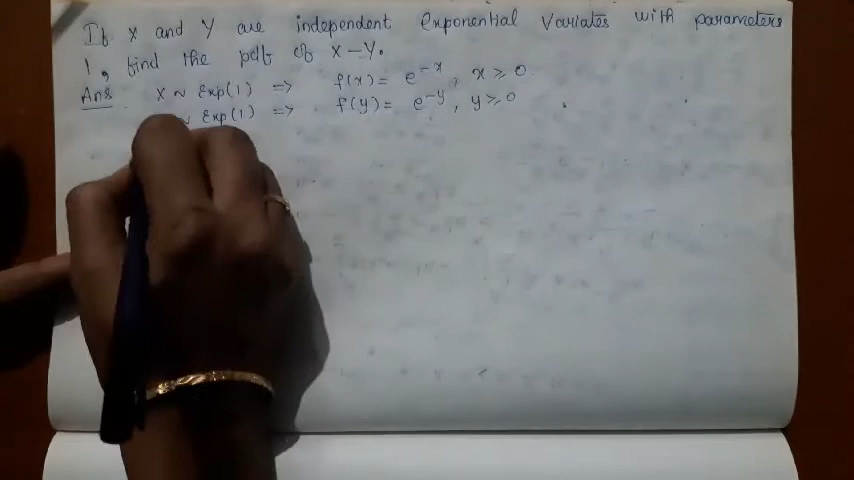 If X and Y are independent Exponential Variates with parameters
1, find the pdf of X-Y.
Ans X ~ Exp(1) => f(x) = e^-x, x ≥ 0
~ Exp(1) => f(y) = e^-y, y ≥ 0